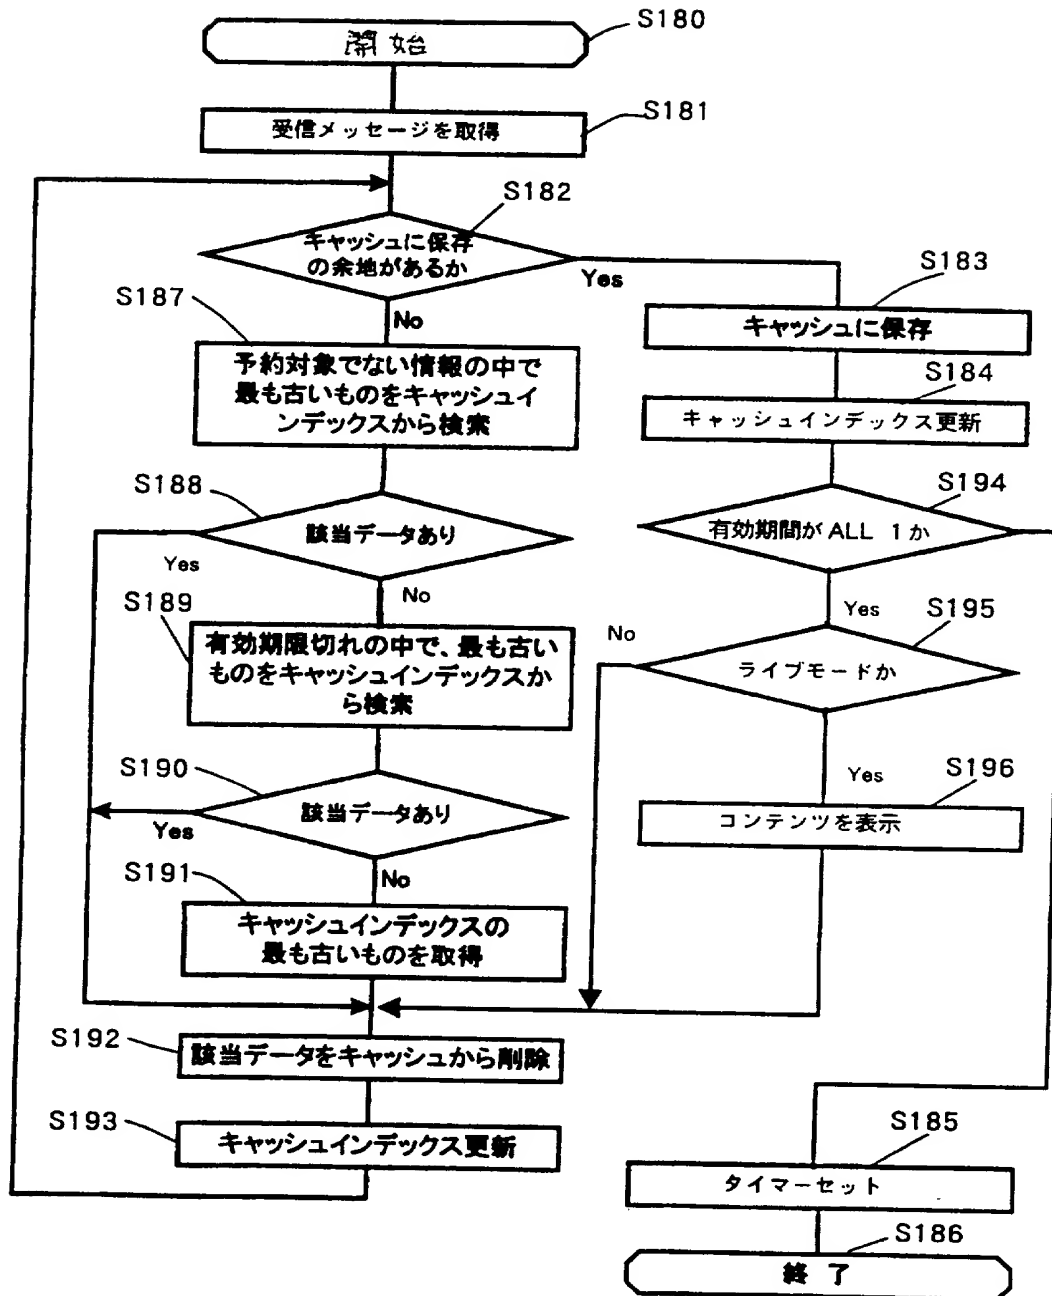 S180
開始
S181
受信メッセージを取得
S182
キャッシュに保存
の余地があるか
Yes
No
S183
キャッシュに保存
S184
キャッシュインデックス更新
S187
予約対象でない情報の中で
最も古いものをキャッシュイ
ンデックスから検索
S188
該当データあり
Yes
No
S194
有効期間が ALL 1 か
Yes
S189
有効期限切れの中で、最も古い
ものをキャッシュインデックスか
ら検索
S195
ライブモードか
No
Yes
S190
該当データあり
Yes
No
S196
コンテンツを表示
S191
キャッシュインデックスの
最も古いものを取得
S192
該当データをキャッシュから削除
S193
キャッシュインデックス更新
S185
タイマーセット
S186
終了